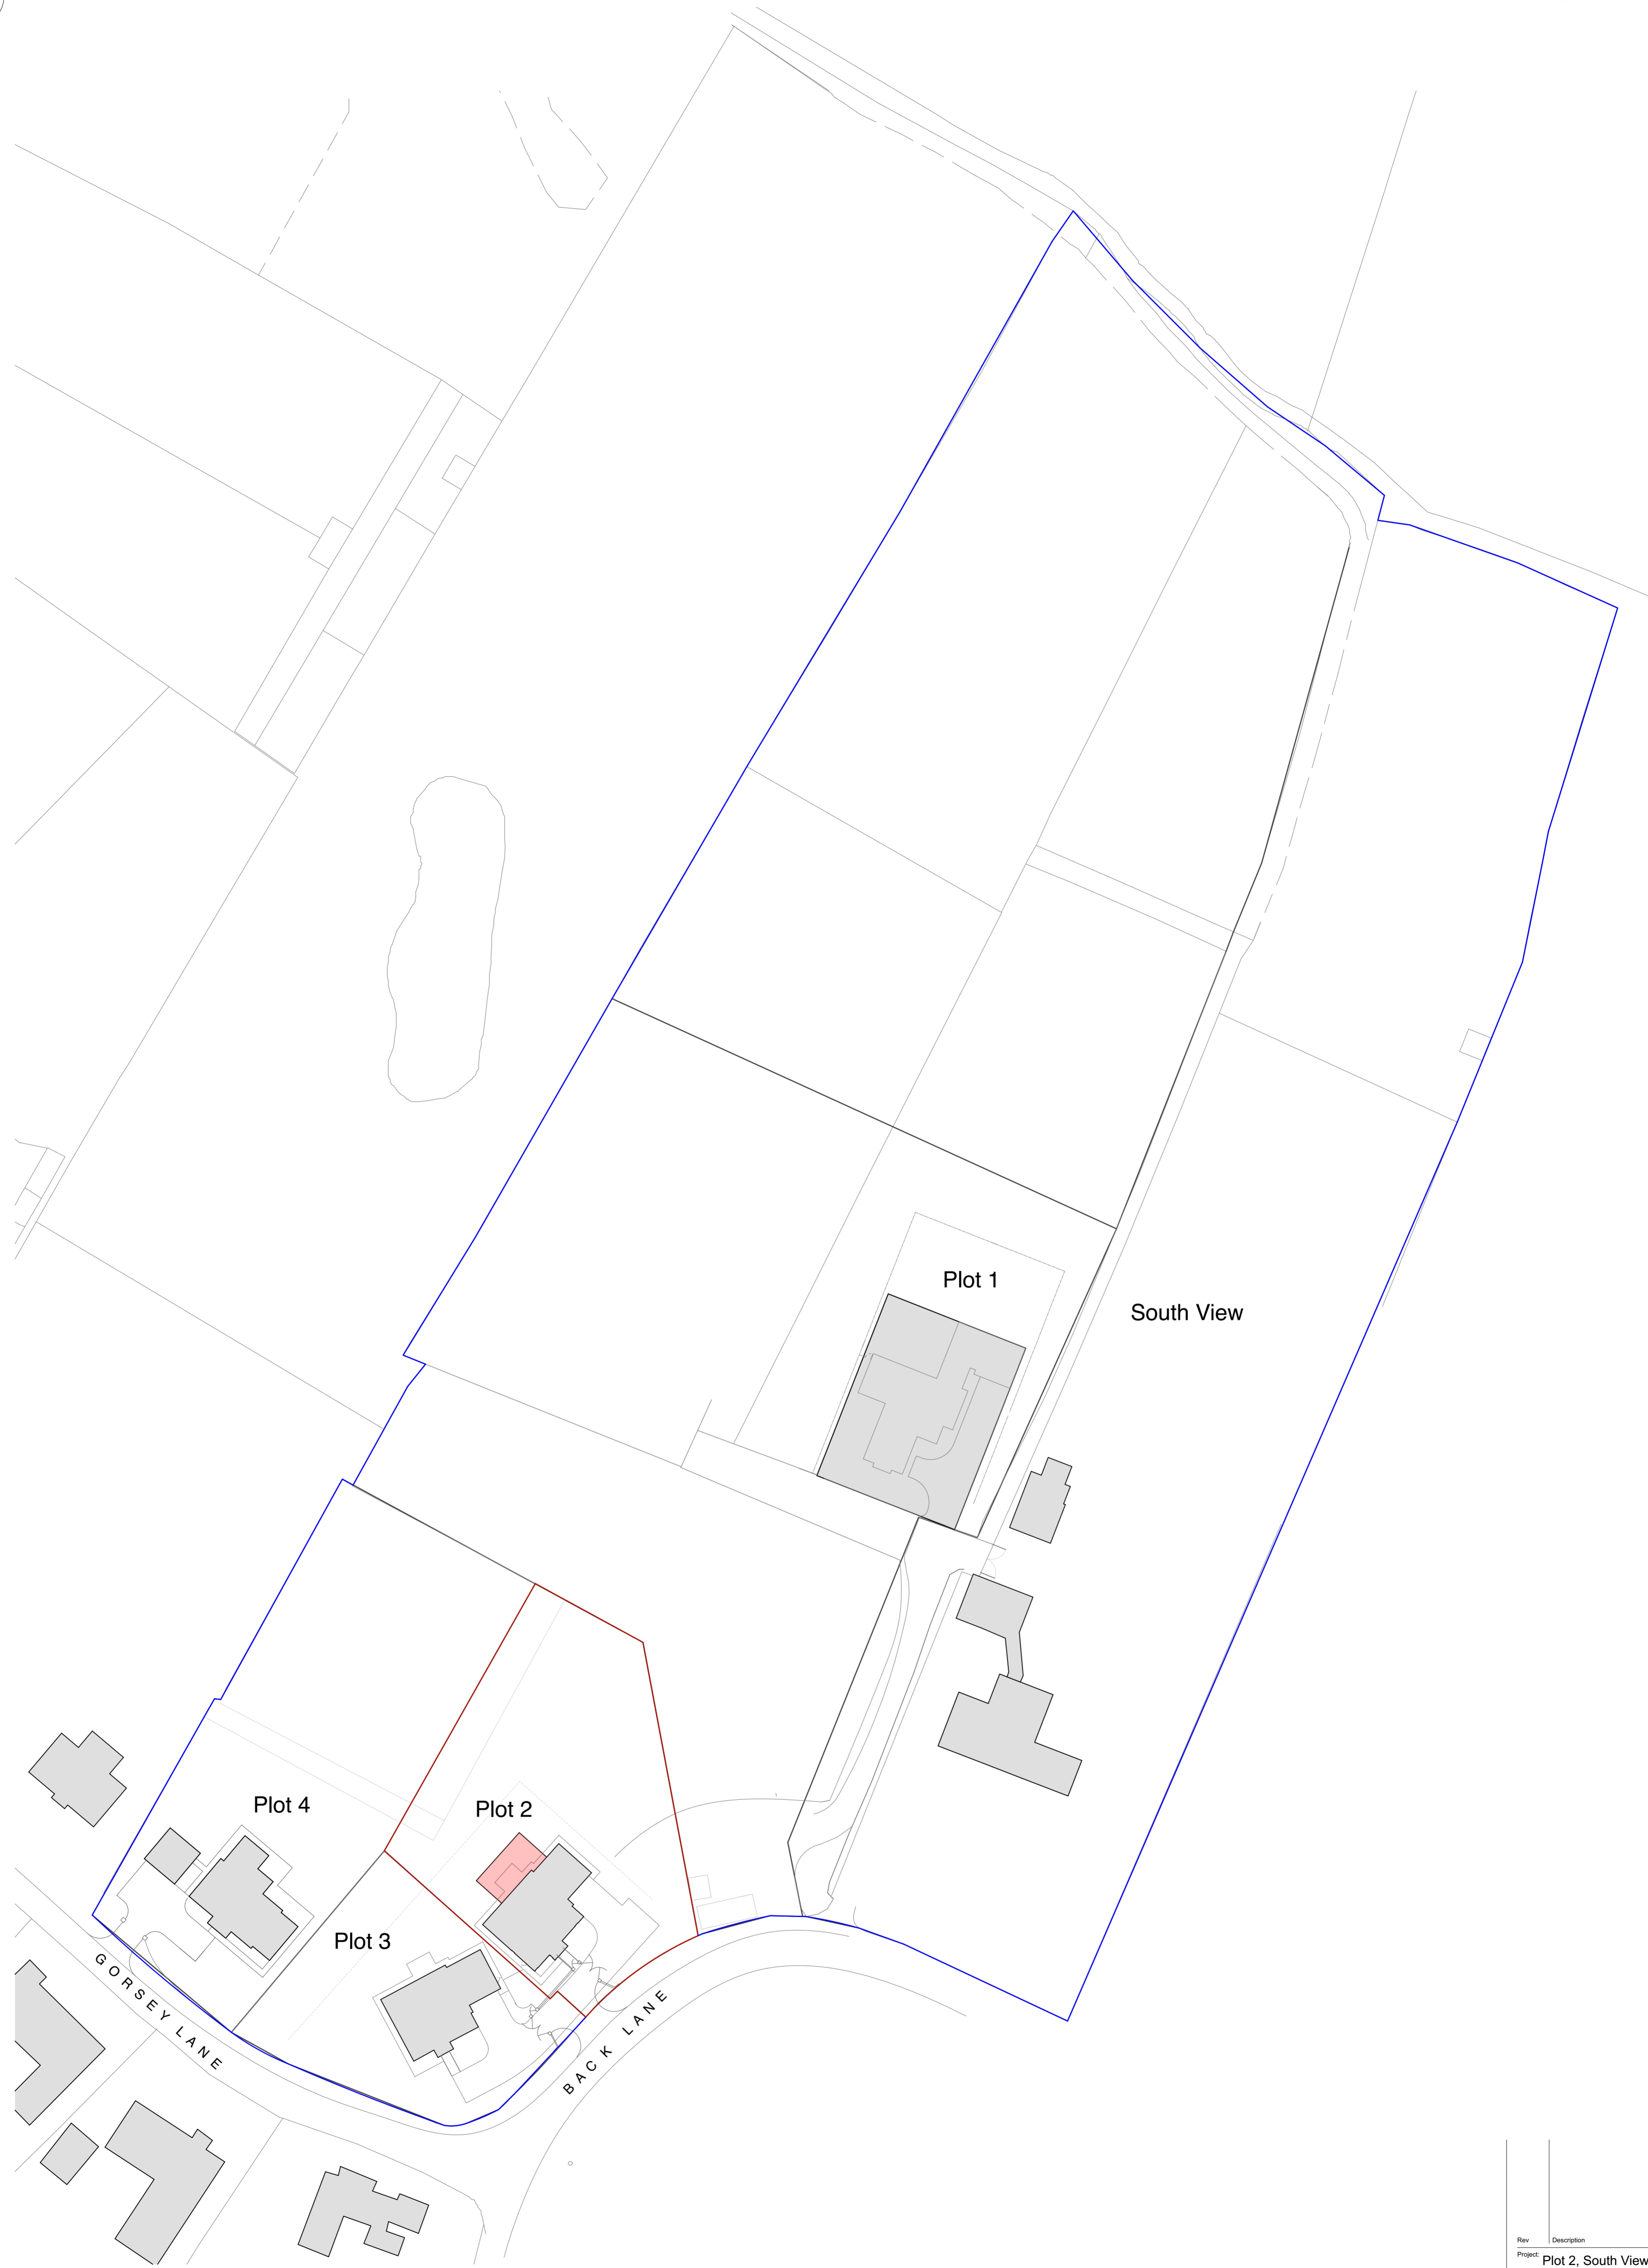 Plot 1
South View
Plot 4
Plot 2
Plot 3
GORSEY LANE
BACK LANE
Rev Description
Project: Plot 2, South View